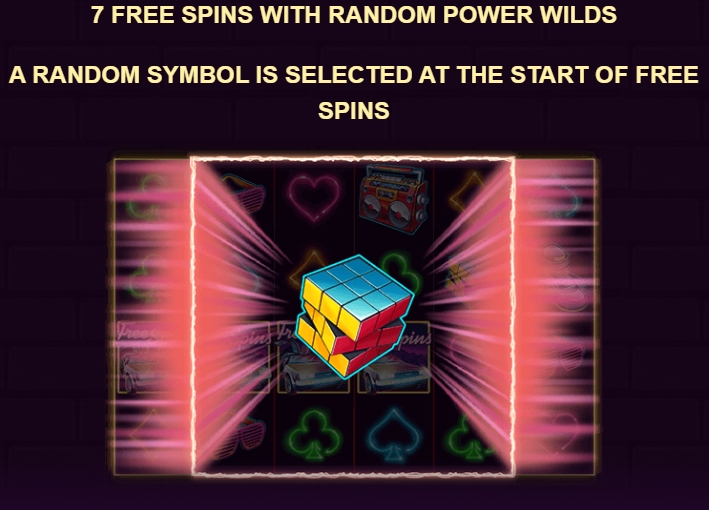 7 FREE SPINS WITH RANDOM POWER WILDS
A RANDOM SYMBOL IS SELECTED AT THE START OF FREE
SPINS